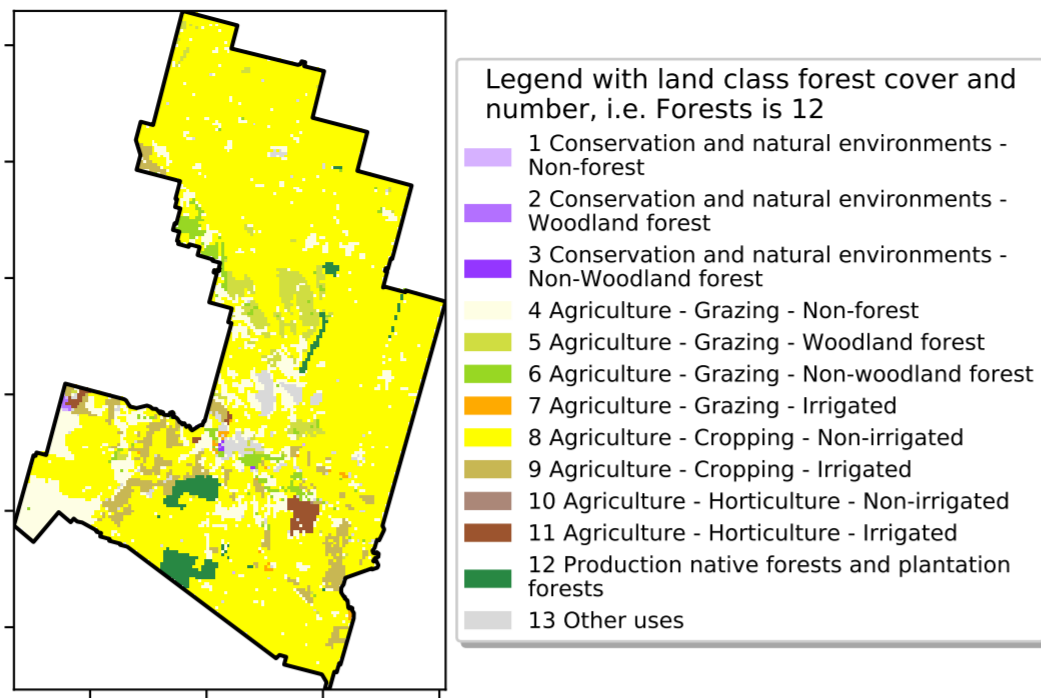 Legend with land class forest cover and
number, i.e. Forests is 12
1 Conservation and natural environments -
Non-forest
2 Conservation and natural environments -
Woodland forest
3 Conservation and natural environments -
Non-Woodland forest
4 Agriculture - Grazing - Non-forest
5 Agriculture - Grazing - Woodland forest
6 Agriculture - Grazing - Non-woodland forest
7 Agriculture - Grazing - Irrigated
8 Agriculture - Cropping - Non-irrigated
9 Agriculture - Cropping - Irrigated
10 Agriculture - Horticulture - Non-irrigated
11 Agriculture - Horticulture - Irrigated
12 Production native forests and plantation
forests
13 Other uses